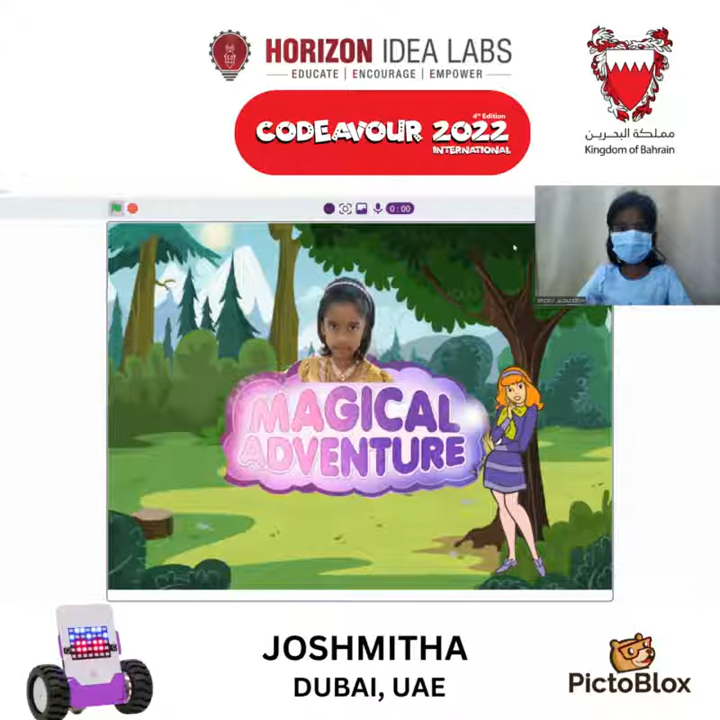 HORIZON IDEA LABS
EDUCATE | ENCOURAGE | EMPOWER
4th Edition
CODEAVOUR 2022
INTERNATIONAL
مملكة البحرين
Kingdom of Bahrain
0:00
MAGICAL
ADVENTURE
JOSHMITHA
DUBAI, UAE
PictoBlox